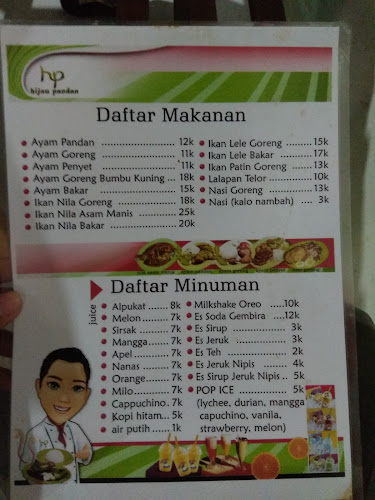 hp
hijau pandan
Daftar Makanan
Ayam Pandan ................ 12k
Ayam Goreng ................ 11k
Ayam Penyet ................ 11k
Ayam Goreng Bumbu Kuning ... 18k
Ayam Bakar ................ 15k
Ikan Nila Goreng ................ 18k
Ikan Nila Asam Manis ........ 25k
Ikan Nila Bakar ................ 20k
Ikan Lele Goreng ......... 15k
Ikan Lele Bakar .......... 17k
Ikan Patin Goreng ....... 13k
Lalapan Telor ............. 10k
Nasi Goreng ............... 13k
Nasi (kalo nambah) .... 3k
Daftar Minuman
juice
Alpukat ...... 8k
Melon ......... 7k
Sirsak ......... 7k
Mangga ....... 7k
Apel ........... 7k
Nanas ......... 7k
Orange ........ 7k
Milo ............ 7k
Cappuchino . 7k
Kopi hitam... 5k
air putih .... 1k
Milkshake Oreo .....10k
Es Soda Gembira ....12k
Es Sirup ................ 3k
Es Jeruk ................ 3k
Es Teh .................. 2k
Es Jeruk Nipis ....... 4k
Es Sirup Jeruk Nipis .. 5k
POP ICE ................ 5k
(lychee, durian, mangga
capuchino, vanila,
strawberry, melon)